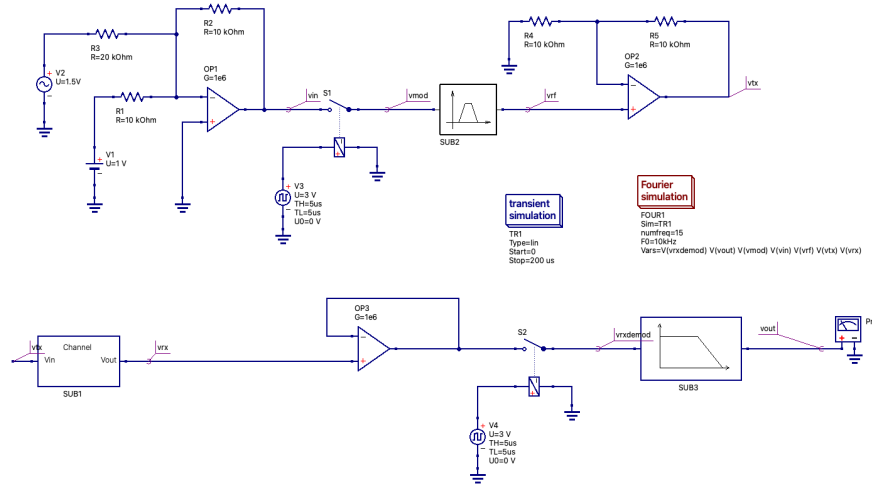 R2
R=10 kOhm
R3
R=20 kOhm
V2
U=1.5V
OP1
G=1e6
R1
R=10 kOhm
V1
U=1 V
vin
S1
vmod
SUB2
vrf
V3
U=3 V
TH=5us
TL=5us
U0=0 V
R4
R=10 kOhm
R5
R=10 kOhm
OP2
G=1e6
vtx
transient
simulation
TR1
Type=lin
Start=0
Stop=200 us
Fourier
simulation
FOUR1
Sim=TR1
numfreq=15
F0=10kHz
Vars=V(vrxdemod) V(vout) V(vmod) V(vin) V(vrf) V(vtx) V(vrx)
vtx
Channel
Vin
Vout
SUB1
vrx
OP3
G=1e6
S2
vrxdemod
SUB3
vout
V4
U=3 V
TH=5us
TL=5us
U0=0 V